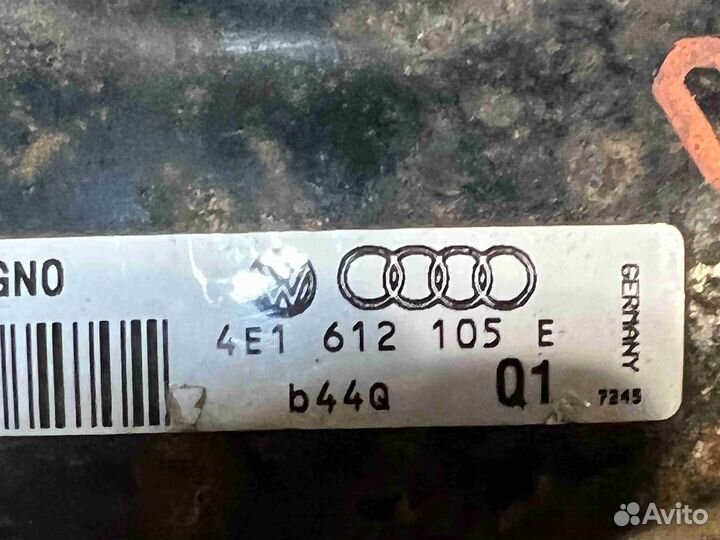 GNO
4E1 612 105 E
b44Q Q1
GERMANY
7245
Avito